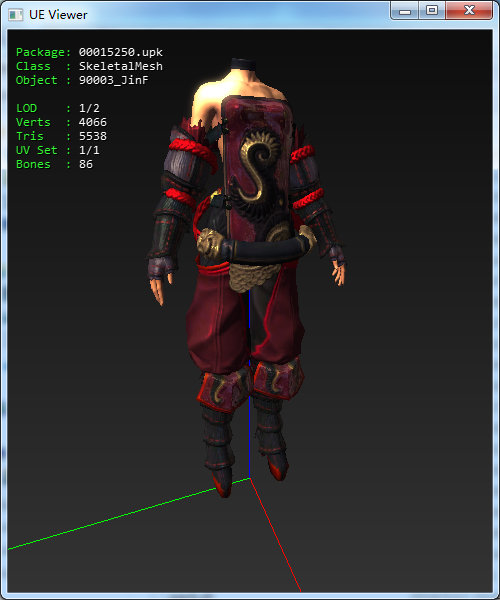 UE Viewer
Package: 00015250.upk
Class : SkeletalMesh
Object : 90003_JinF
LOD : 1/2
Verts : 4066
Tris : 5538
UV Set : 1/1
Bones : 86